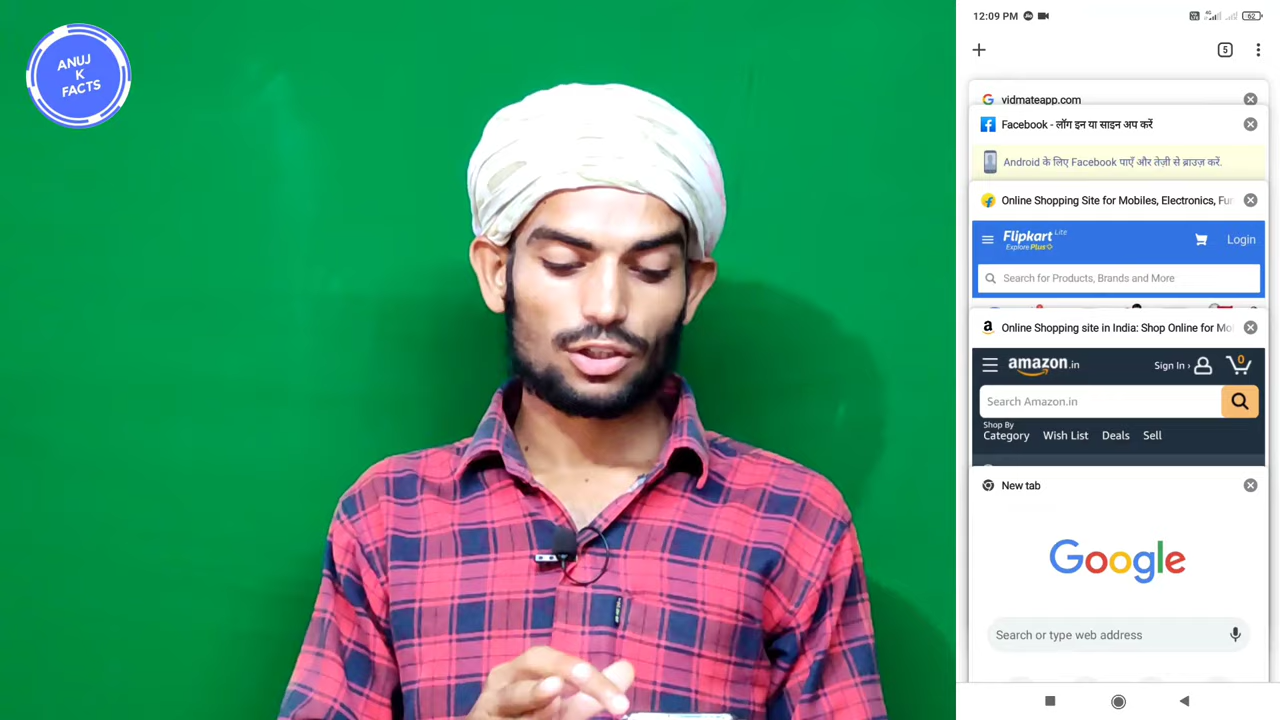 ANUJ
K
FACTS
12:09 PM
4G
62
5
vidmateapp.com
Facebook - लॉग इन या साइन अप करें
Android के लिए Facebook पाएँ और तेज़ी से ब्राउज़ करें.
Online Shopping Site for Mobiles, Electronics, Fur
Flipkart Lite
Explore Plus
Login
Search for Products, Brands and More
Online Shopping site in India: Shop Online for Mo
amazon.in
Sign In ›
0
Search Amazon.in
Shop By
Category
Wish List
Deals
Sell
New tab
Google
Search or type web address